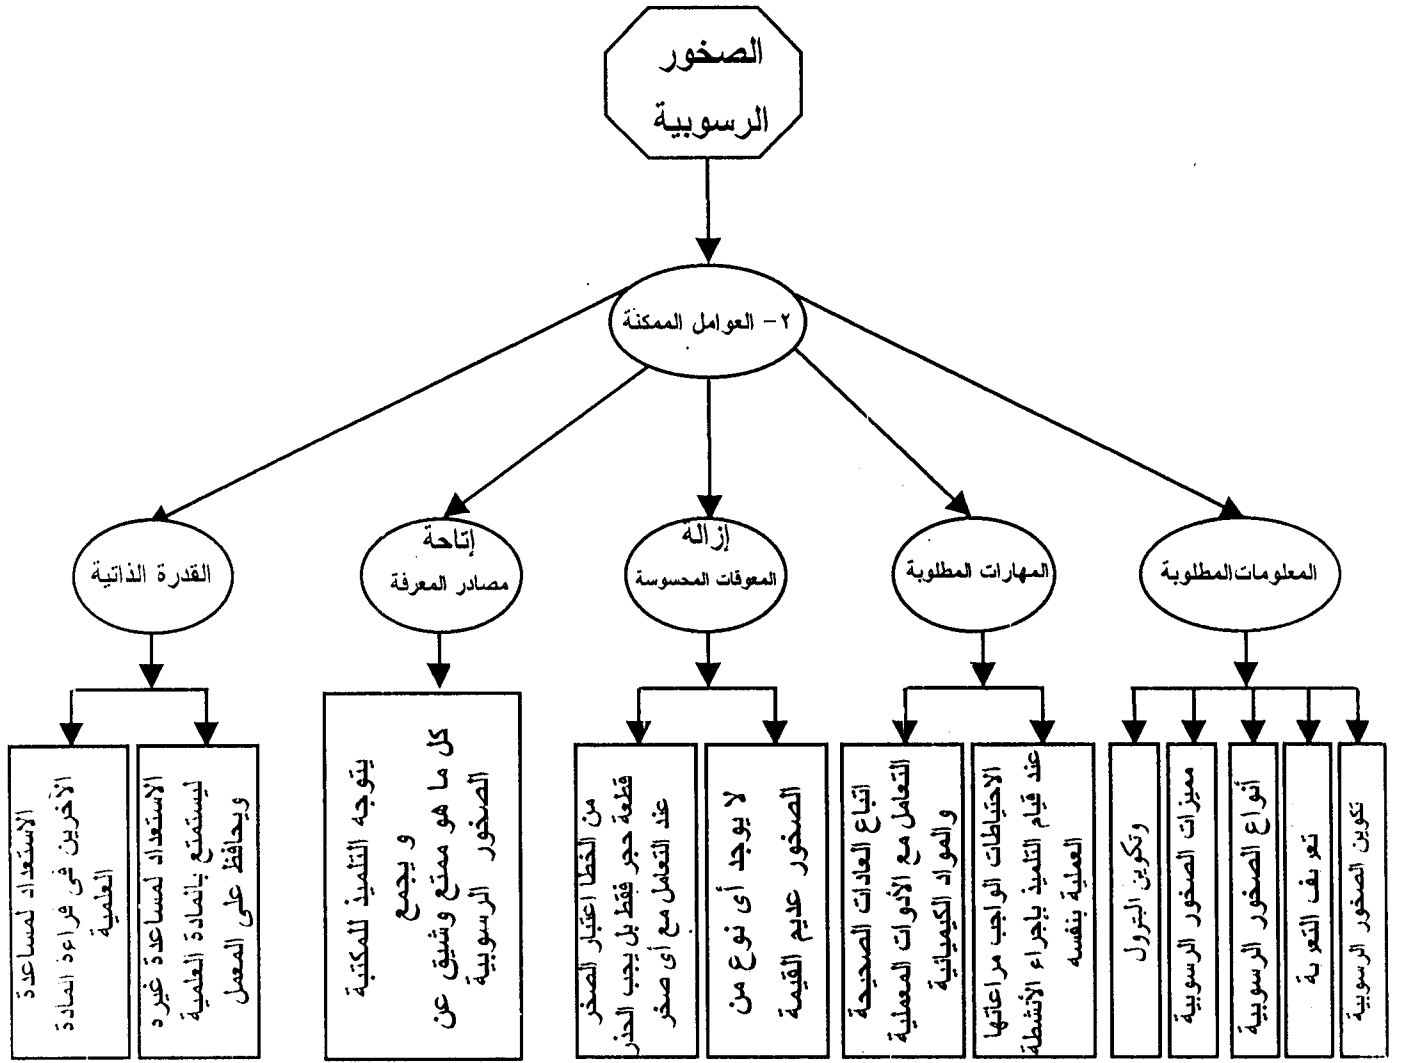 الصخور
الرسوبية
٢- العوامل الممكنة
المعلومات المطلوبة
المهارات المطلوبة
إزالة
المعوقات المحسوسة
إتاحة
مصادر المعرفة
القدرة الذاتية
تكوين الصخور الرسوبية
تعريف التعرية
أنواع الصخور الرسوبية
مميزات الصخور الرسوبية
وتكوين البترول
الاحتياطات الواجب مراعاتها
عند قيام التلميذ بإجراء الأنشطة
العملية بنفسه
اتباع العادات الصحيحة
التعامل مع الأدوات المعملية
والمواد الكيميائية
لا يوجد أى نوع من
الصخور عديم القيمة
من الخطا اعتبار الصخر
قطعة حجر فقط بل يجب الحذر
عند التعامل مع أى صخر
يتوجه التلميذ للمكتبة
و يجمع
كل ما هو ممتع وشيق عن
الصخور الرسوبية
الاستعداد لمساعدة غيره
ليستمتع بالمادة العلمية
ويحافظ على المعمل
الاستعداد لمساعدة
الآخرين فى قراءة المادة
العلمية